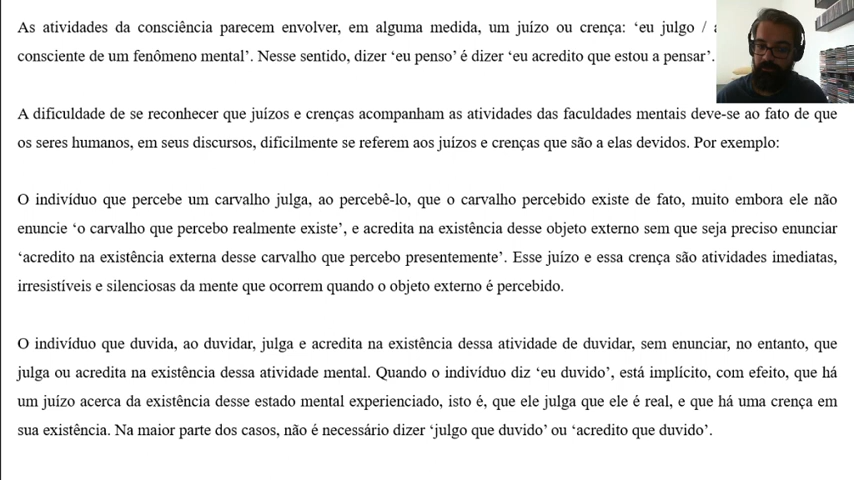 As atividades da consciência parecem envolver, em alguma medida, um juízo ou crença: ‘eu julgo /
consciente de um fenômeno mental’. Nesse sentido, dizer ‘eu penso’ é dizer ‘eu acredito que estou a pensar’.
A dificuldade de se reconhecer que juízos e crenças acompanham as atividades das faculdades mentais deve-se ao fato de que
os seres humanos, em seus discursos, dificilmente se referem aos juízos e crenças que são a elas devidos. Por exemplo:
O indivíduo que percebe um carvalho julga, ao percebê-lo, que o carvalho percebido existe de fato, muito embora ele não
enuncie ‘o carvalho que percebo realmente existe’, e acredita na existência desse objeto externo sem que seja preciso enunciar
‘acredito na existência externa desse carvalho que percebo presentemente’. Esse juízo e essa crença são atividades imediatas,
irresistíveis e silenciosas da mente que ocorrem quando o objeto externo é percebido.
O indivíduo que duvida, ao duvidar, julga e acredita na existência dessa atividade de duvidar, sem enunciar, no entanto, que
julga ou acredita na existência dessa atividade mental. Quando o indivíduo diz ‘eu duvido’, está implícito, com efeito, que há
um juízo acerca da existência desse estado mental experienciado, isto é, que ele julga que ele é real, e que há uma crença em
sua existência. Na maior parte dos casos, não é necessário dizer ‘julgo que duvido’ ou ‘acredito que duvido’.